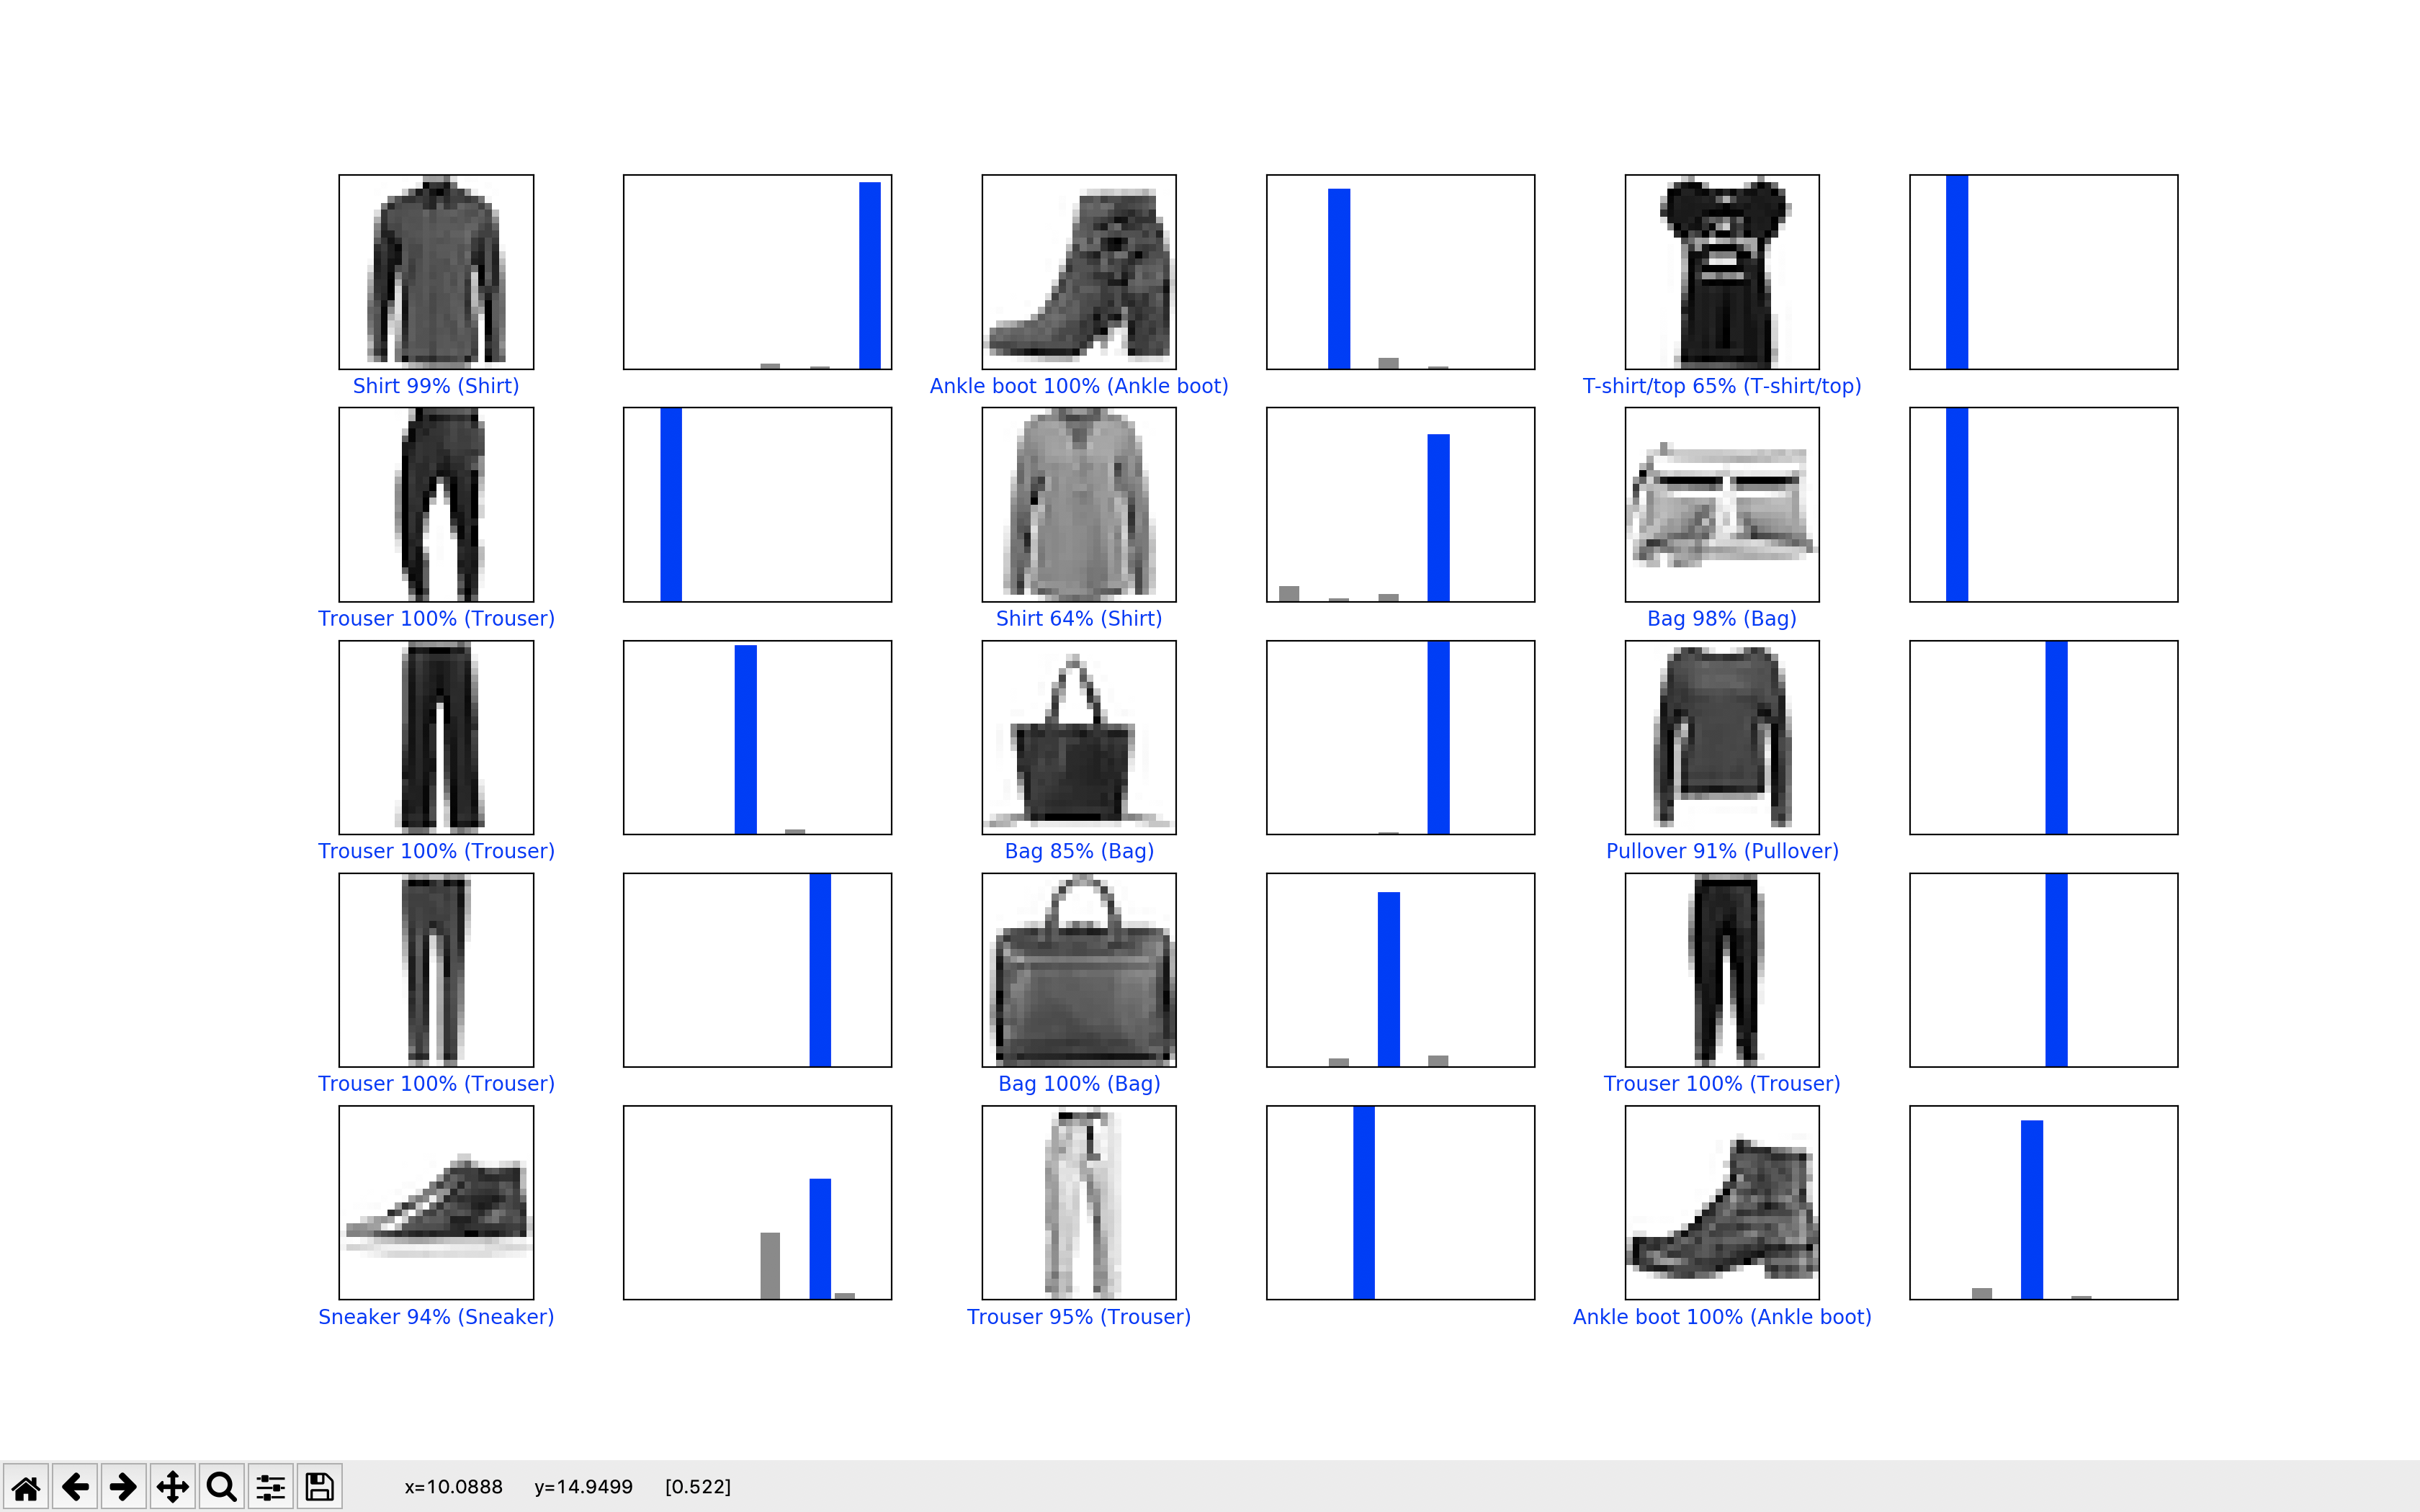 Shirt 99% (Shirt)
Ankle boot 100% (Ankle boot)
T-shirt/top 65% (T-shirt/top)
Trouser 100% (Trouser)
Shirt 64% (Shirt)
Bag 98% (Bag)
Trouser 100% (Trouser)
Bag 85% (Bag)
Pullover 91% (Pullover)
Trouser 100% (Trouser)
Bag 100% (Bag)
Trouser 100% (Trouser)
Sneaker 94% (Sneaker)
Trouser 95% (Trouser)
Ankle boot 100% (Ankle boot)
x=10.0888 y=14.9499 [0.522]